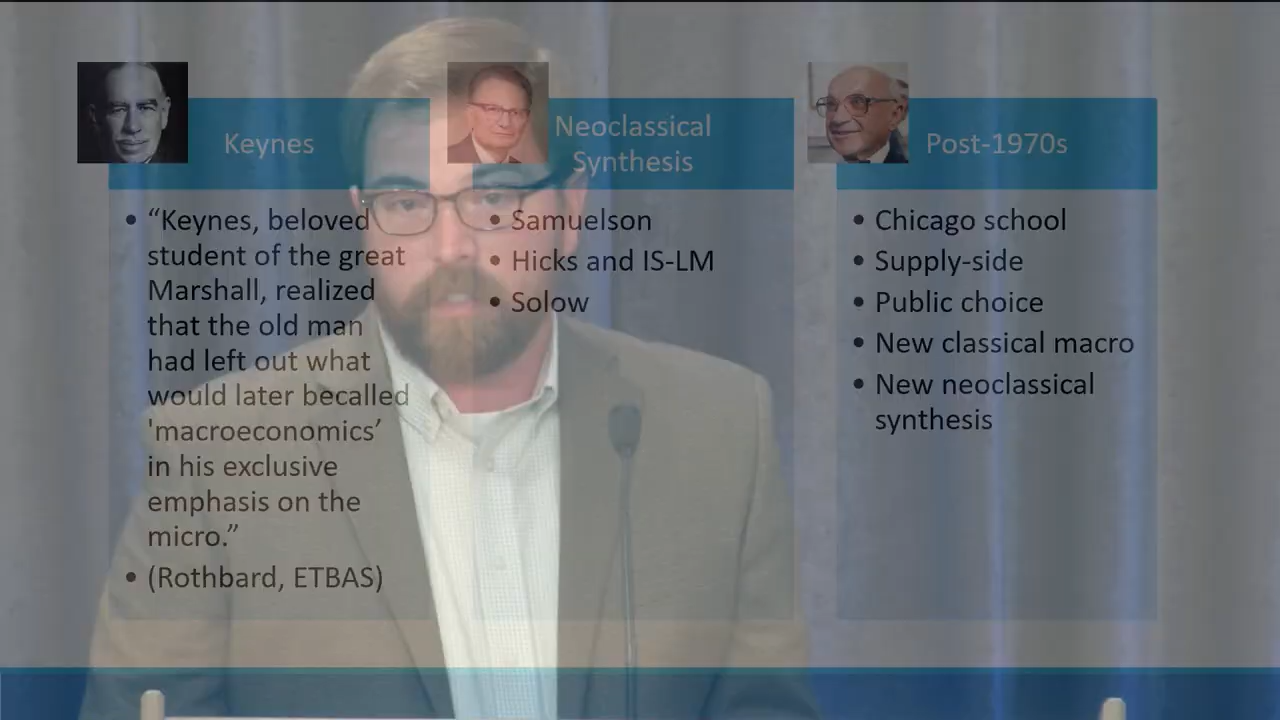 Keynes
• “Keynes, beloved
student of the great
Marshall, realized
that the old man
had left out what
would later becalled
'macroeconomics’
in his exclusive
emphasis on the
micro.”
• (Rothbard, ETBAS)
Neoclassical
Synthesis
• Samuelson
• Hicks and IS-LM
• Solow
Post-1970s
• Chicago school
• Supply-side
• Public choice
• New classical macro
• New neoclassical
synthesis